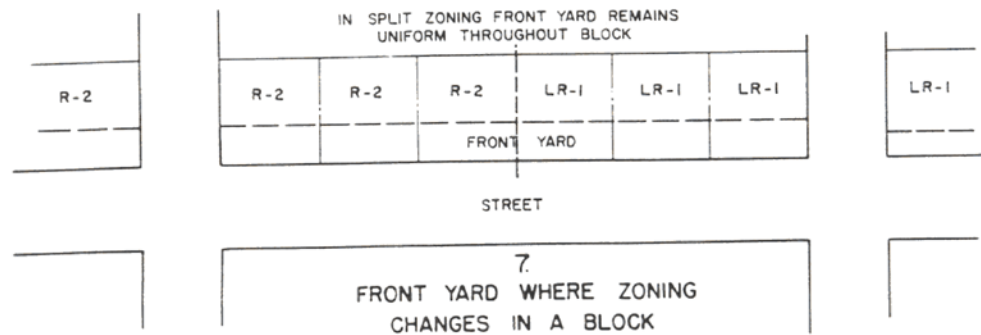 IN SPLIT ZONING FRONT YARD REMAINS
UNIFORM THROUGHOUT BLOCK
R-2
R-2
R-2
R-2
LR-1
LR-1
LR-1
LR-1
FRONT YARD
STREET
7.
FRONT YARD WHERE ZONING
CHANGES IN A BLOCK